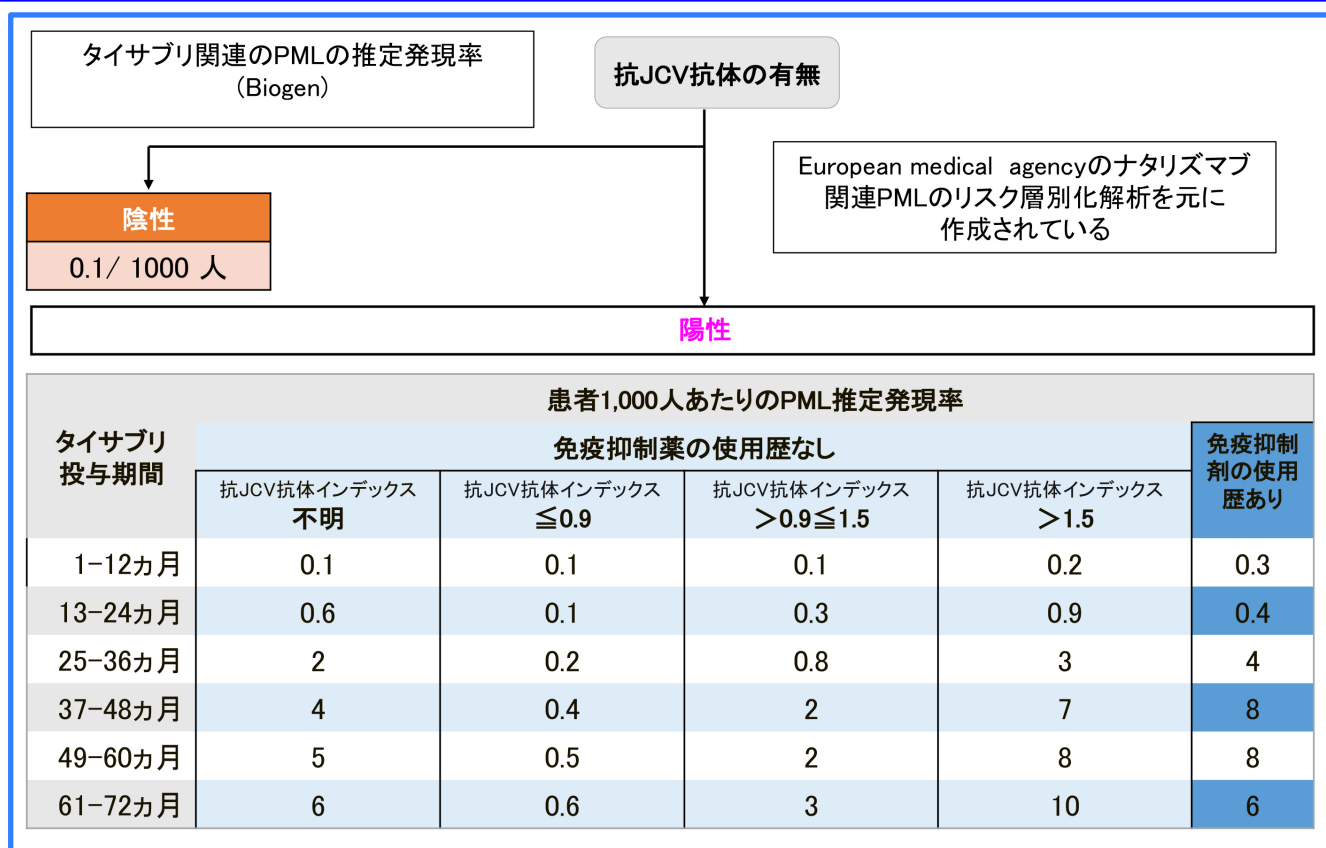 タイサブリ関連のPMLの推定発現率
(Biogen)
抗JCV抗体の有無
European medical agencyのナタリズマブ
関連PMLのリスク層別化解析を元に
作成されている
陰性
0.1/ 1000 人
陽性
タイサブリ
投与期間
患者1,000人あたりのPML推定発現率
免疫抑制薬の使用歴なし
免疫抑制
剤の使用
歴あり
抗JCV抗体インデックス
不明
抗JCV抗体インデックス
≦0.9
抗JCV抗体インデックス
>0.9≦1.5
抗JCV抗体インデックス
>1.5
1-12ヵ月 0.1 0.1 0.1 0.2 0.3
13-24ヵ月 0.6 0.1 0.3 0.9 0.4
25-36ヵ月 2 0.2 0.8 3 4
37-48ヵ月 4 0.4 2 7 8
49-60ヵ月 5 0.5 2 8 8
61-72ヵ月 6 0.6 3 10 6